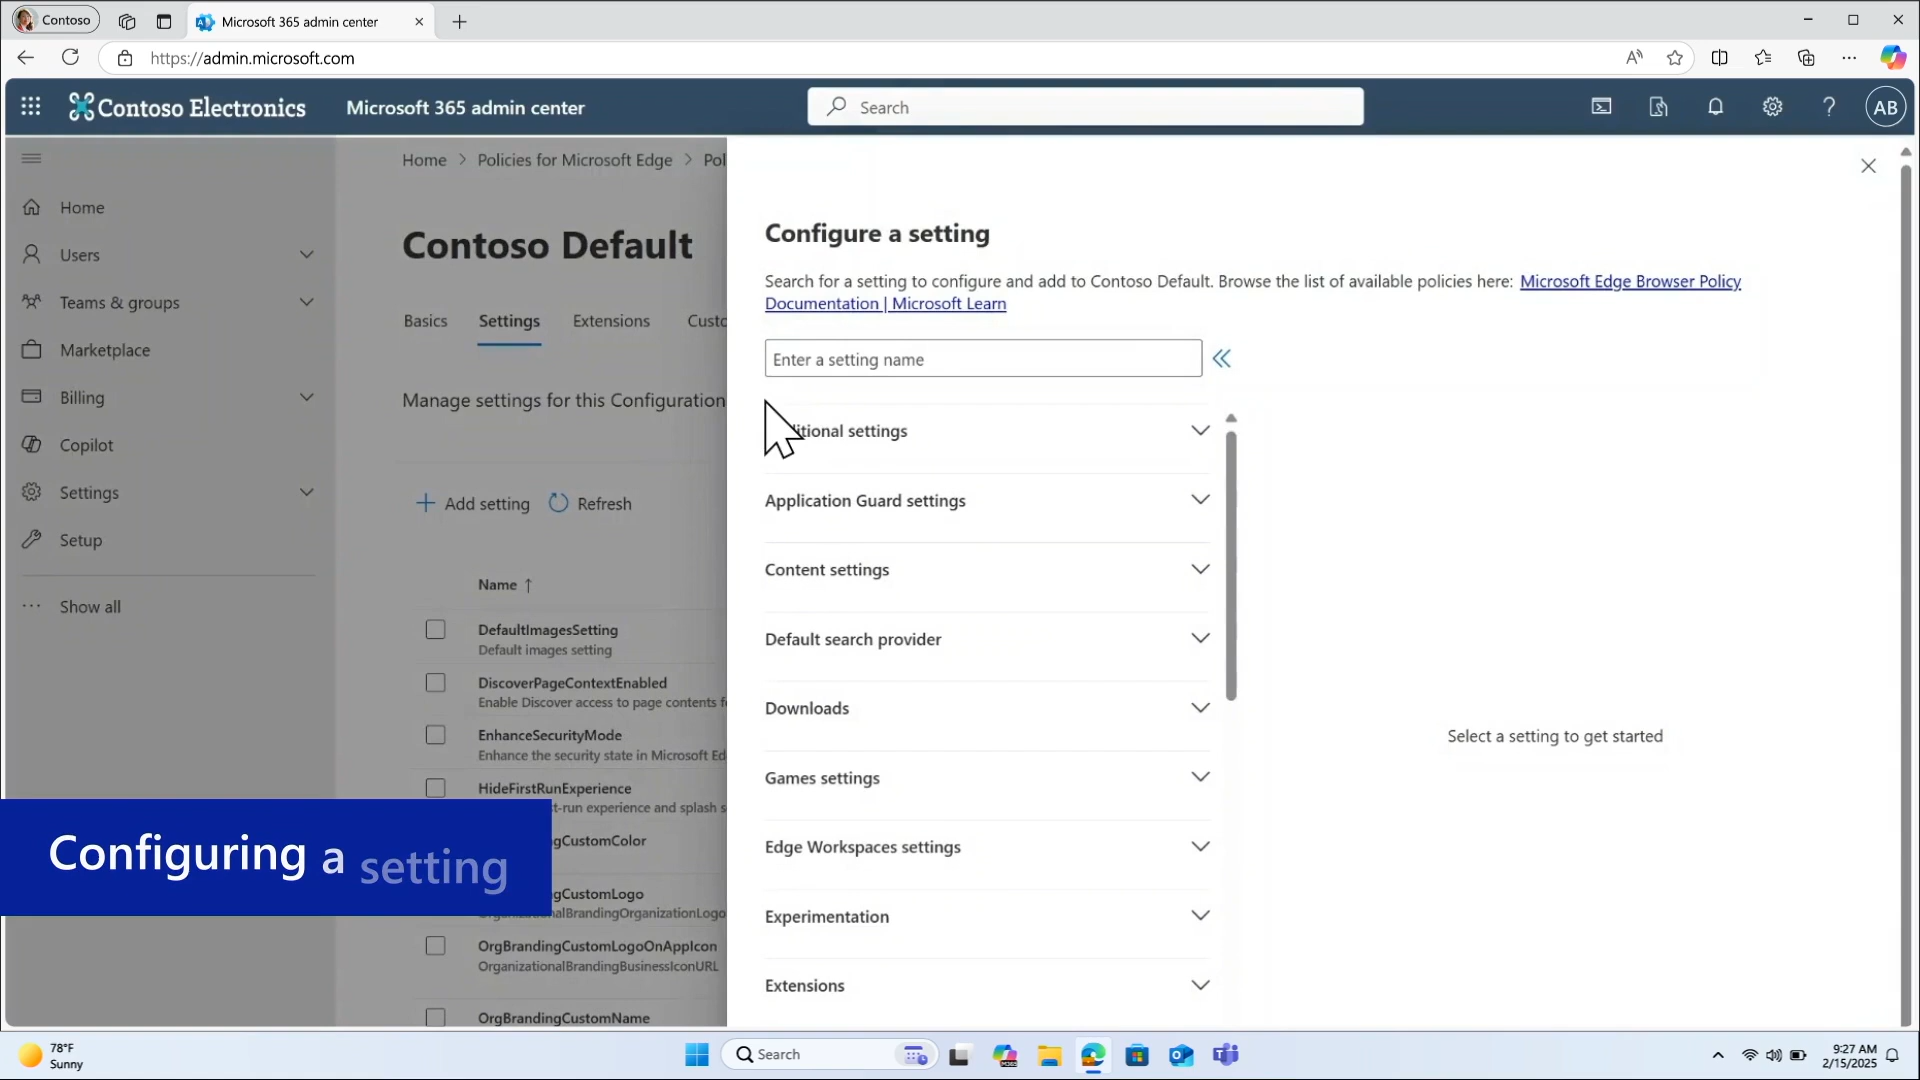 Contoso
Microsoft 365 admin center
https://admin.microsoft.com
Contoso Electronics
Microsoft 365 admin center
Search
AB
Home
Users
Teams & groups
Marketplace
Billing
Copilot
Settings
Setup
Show all
Home > Policies for Microsoft Edge > Pol
Contoso Default
Basics
Settings
Extensions
Custo
Manage settings for this Configuration
Add setting
Refresh
Name ↑
DefaultImagesSetting
Default images setting
DiscoverPageContextEnabled
Enable Discover access to page contents f
EnhanceSecurityMode
Enhance the security state in Microsoft Ed
HideFirstRunExperience
t-run experience and splash s
gCustomColor
gCustomLogo
OrganizationalBrandingOrganizationLogo
OrgBrandingCustomLogoOnAppIcon
OrganizationalBrandingBusinessIconURL
OrgBrandingCustomName
Configuring a setting
Configure a setting
Search for a setting to configure and add to Contoso Default. Browse the list of available policies here: Microsoft Edge Browser Policy
Documentation | Microsoft Learn
Enter a setting name
itional settings
Application Guard settings
Content settings
Default search provider
Downloads
Games settings
Edge Workspaces settings
Experimentation
Extensions
Select a setting to get started
78°F
Sunny
Search
9:27 AM
2/15/2025